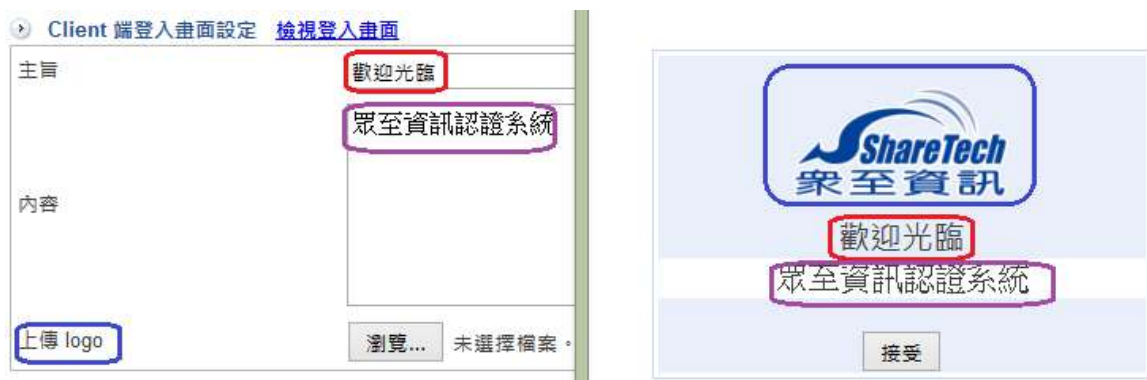 Client 端登入畫面設定 檢視登入畫面
主旨
歡迎光臨
眾至資訊認證系統
內容
上傳 logo
瀏覽... 未選擇檔案。
ShareTech
眾至資訊
歡迎光臨
眾至資訊認證系統
接受